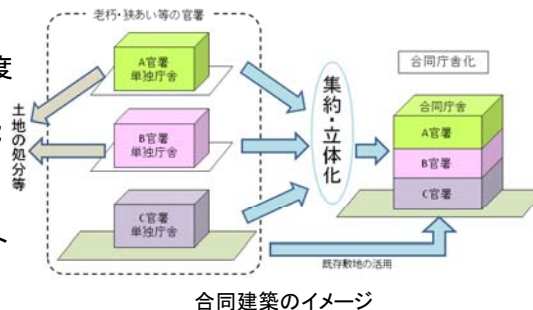 老朽・狭あい等の官署
度
A官署
単独庁舎
合同庁舎化
土地の処分等
B官署
単独庁舎
集約・立体化
合同庁舎
A官署
B官署
C官署
C官署
単独庁舎
ト
既存敷地の活用
合同建築のイメージ